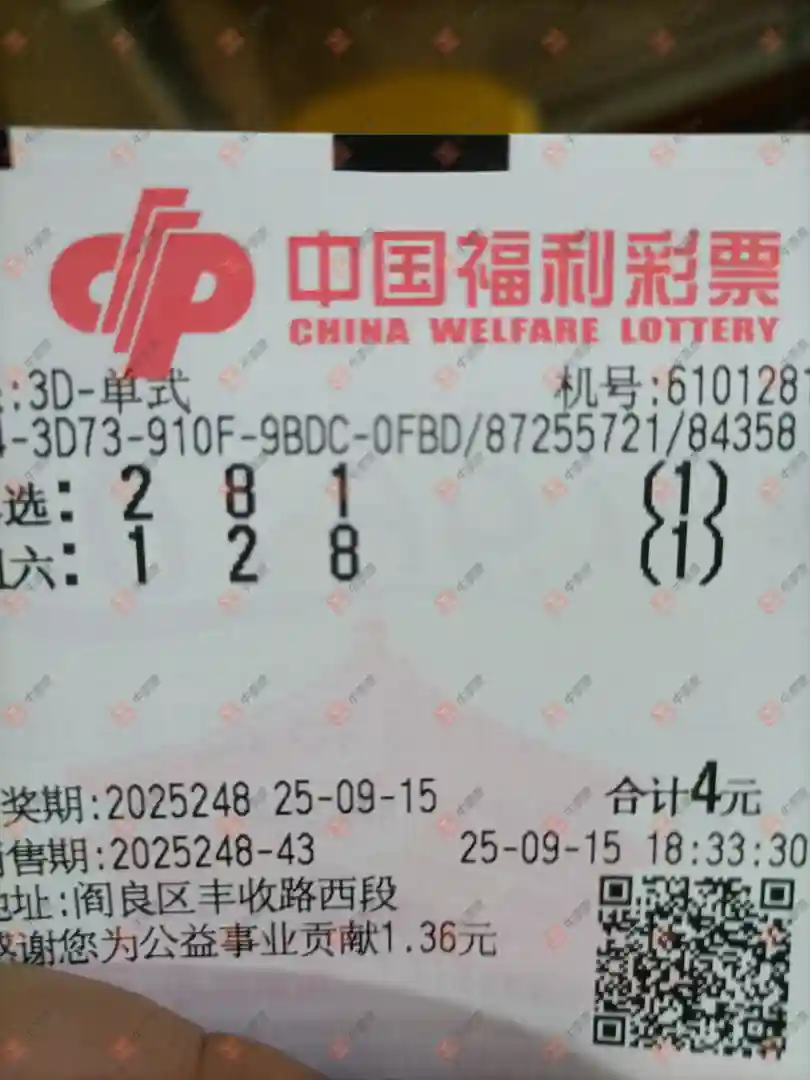 中国福利彩票
CHINA WELFARE LOTTERY
:3D-单式 机号:6101281
4-3D73-910F-9BDC-0FBD/87255721/84358
选: 2 8 1 (1)
六: 1 2 8 (1)
奖期:2025248 25-09-15 合计4元
售期:2025248-43 25-09-15 18:33:30
地址:阎良区丰收路西段
感谢您为公益事业贡献1.36元